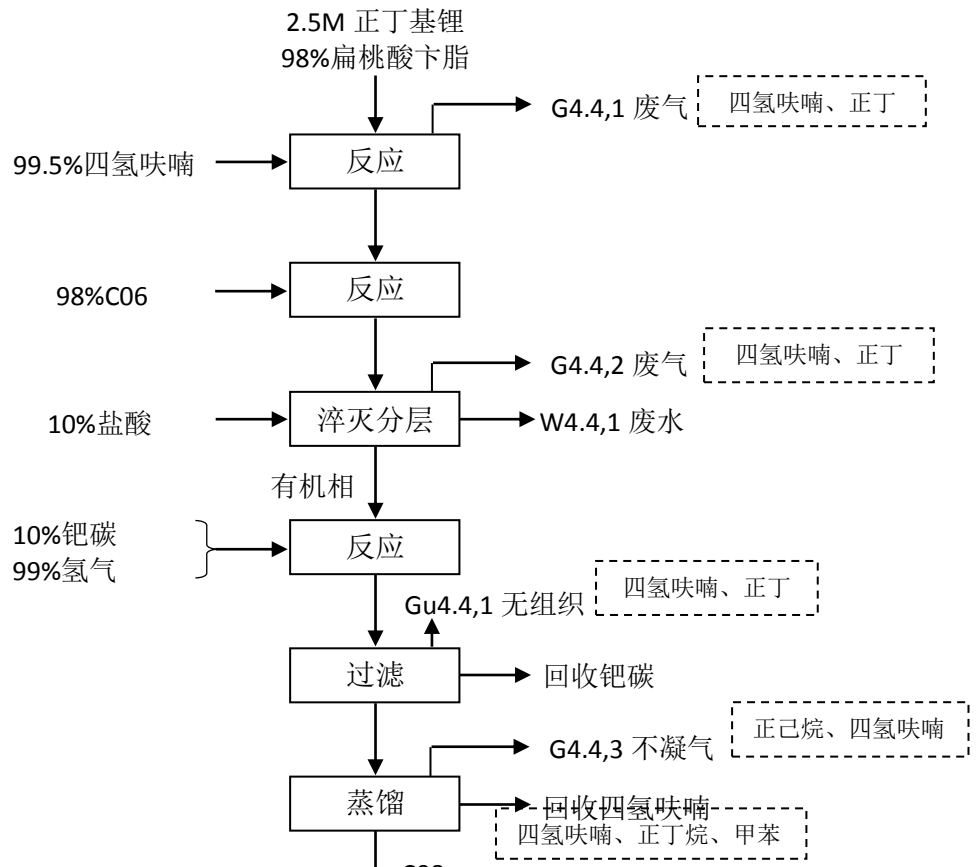 2.5M 正丁基锂
98%扁桃酸卞脂
G4.4,1 废气
四氢呋喃、正丁
99.5%四氢呋喃
反应
98%C06
反应
G4.4,2 废气
四氢呋喃、正丁
10%盐酸
淬灭分层
W4.4,1 废水
有机相
10%钯碳
99%氢气
反应
Gu4.4,1 无组织
四氢呋喃、正丁
过滤
回收钯碳
G4.4,3 不凝气
正己烷、四氢呋喃
蒸馏
回收四氢呋喃
四氢呋喃、正丁烷、甲苯